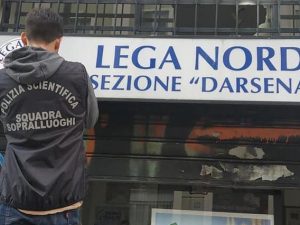 LEGA NORD
SEZIONE "DARSENA
POLIZIA SCIENTIFICA
SQUADRA
SOPRALLUOGHI